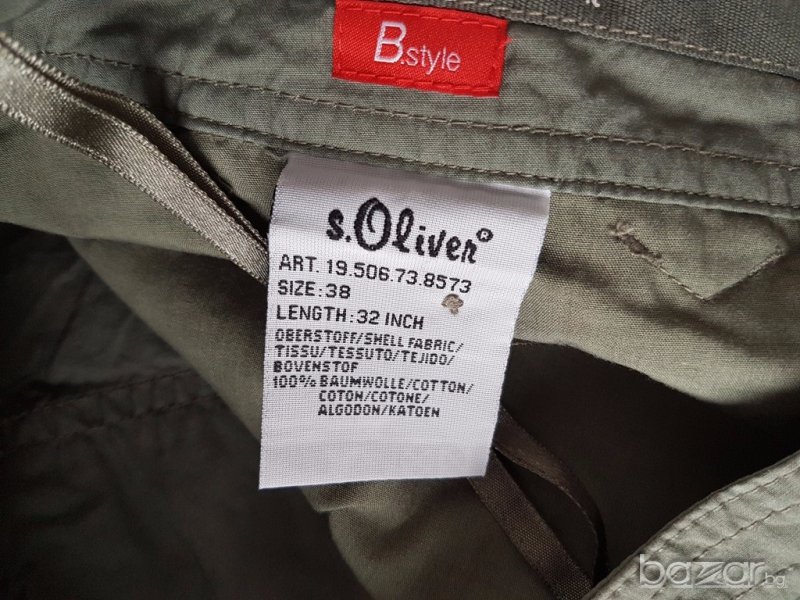 B.style
s.Oliver®
ART. 19.506.73.8573
SIZE:38
LENGTH:32 INCH
OBERSTOFF/SHELL FABRIC/
TISSU/TESSUTO/TEJIDO/
BOVENSTOF
100% BAUMWOLLE/COTTON/
COTON/COTONE/
ALGODON/KATOEN
bazar.bg